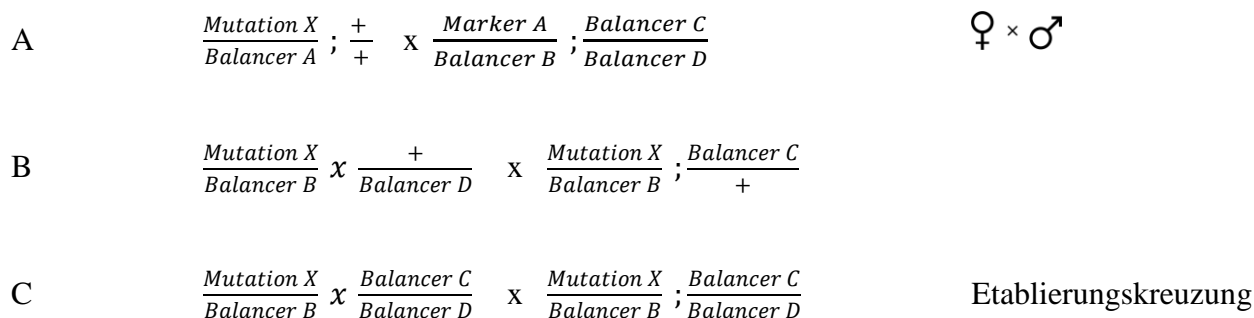 A Mutation X / Balancer A ; + / + x Marker A / Balancer B ; Balancer C / Balancer D ♀ × ♂
B Mutation X / Balancer B x + / Balancer D x Mutation X / Balancer B ; Balancer C / +
C Mutation X / Balancer B x Balancer C / Balancer D x Mutation X / Balancer B ; Balancer C / Balancer D Etablierungskreuzung